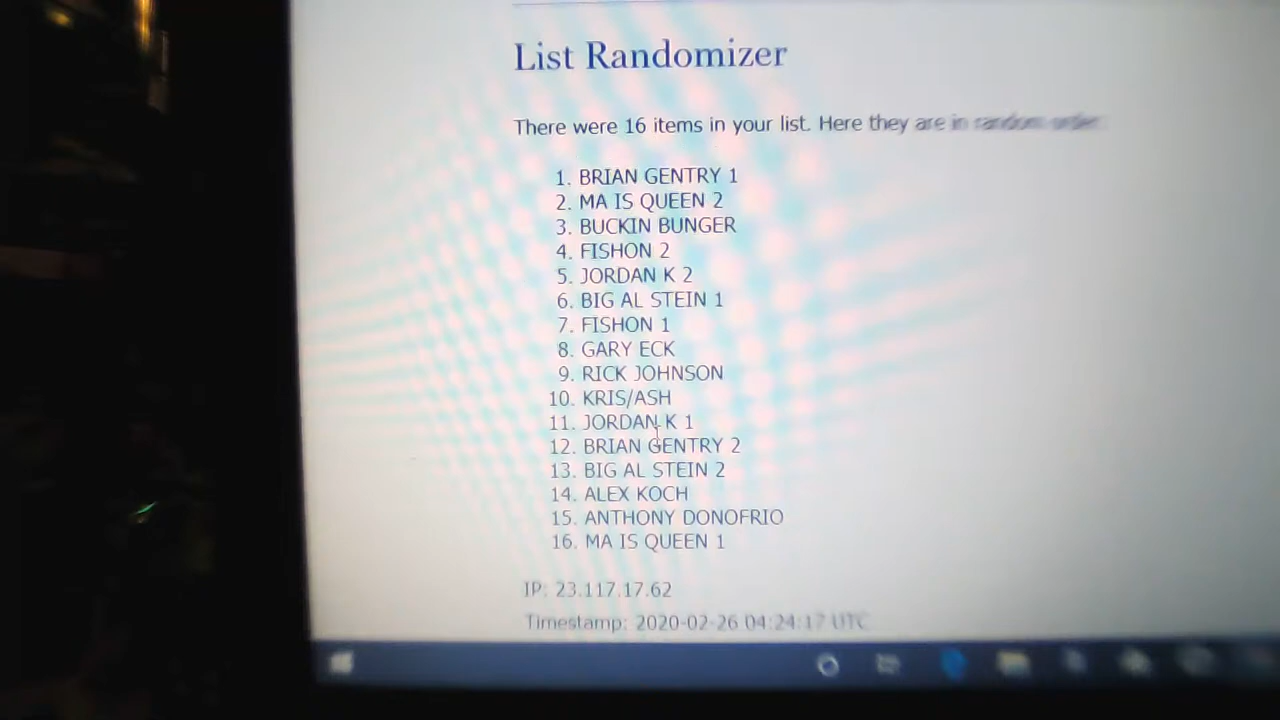 List Randomizer
There were 16 items in your list. Here they are in random order:
1. BRIAN GENTRY 1
2. MA IS QUEEN 2
3. BUCKIN BUNGER
4. FISHON 2
5. JORDAN K 2
6. BIG AL STEIN 1
7. FISHON 1
8. GARY ECK
9. RICK JOHNSON
10. KRIS/ASH
11. JORDAN K 1
12. BRIAN GENTRY 2
13. BIG AL STEIN 2
14. ALEX KOCH
15. ANTHONY DONOFRIO
16. MA IS QUEEN 1
IP: 23.117.17.62
Timestamp: 2020-02-26 04:24:17 UTC